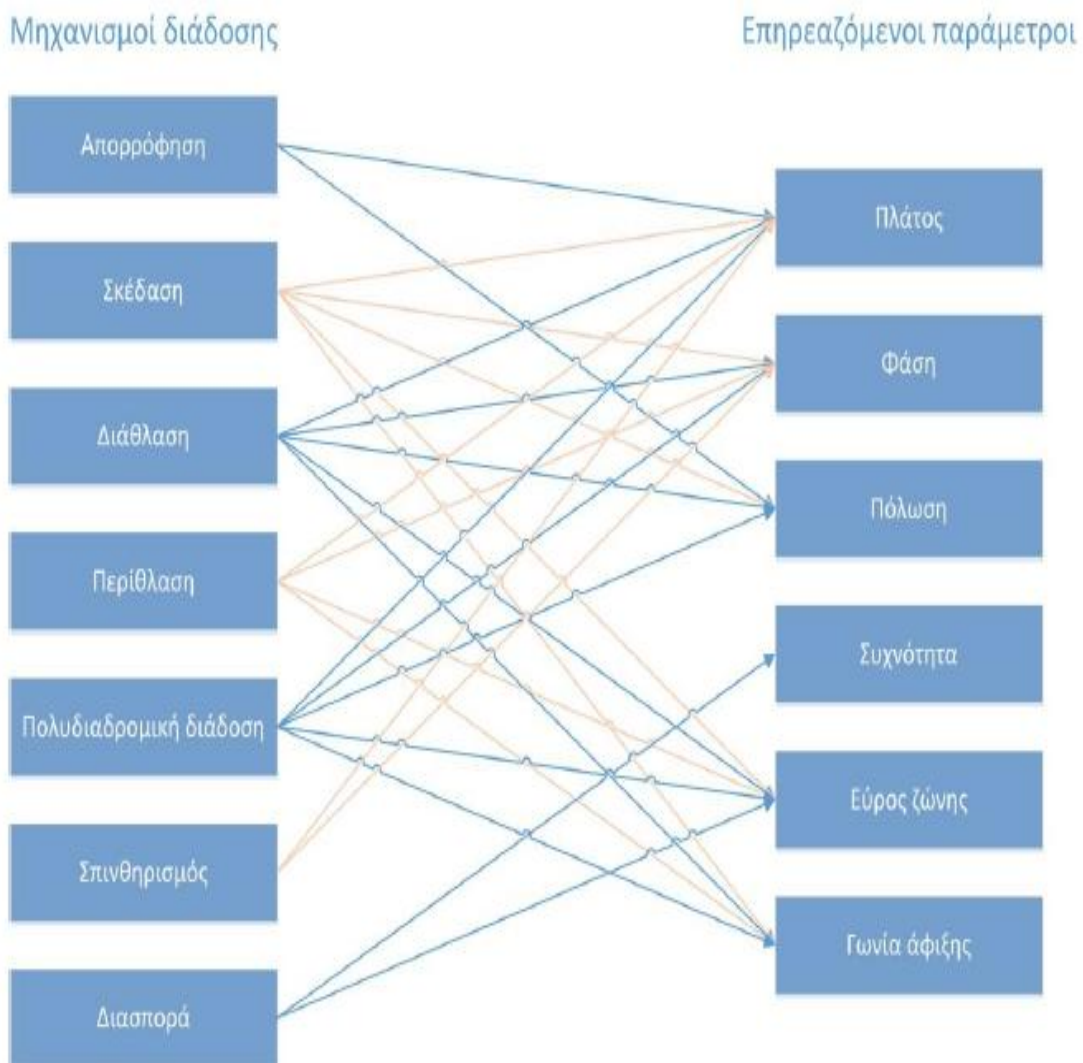 Μηχανισμοί διάδοσης
Επηρεαζόμενοι παράμετροι
Απορρόφηση
Σκέδαση
Διάθλαση
Περίθλαση
Πολυδιαδρομική διάδοση
Σπινθηρισμός
Διασπορά
Πλάτος
Φάση
Πόλωση
Συχνότητα
Εύρος ζώνης
Γωνία άφιξης